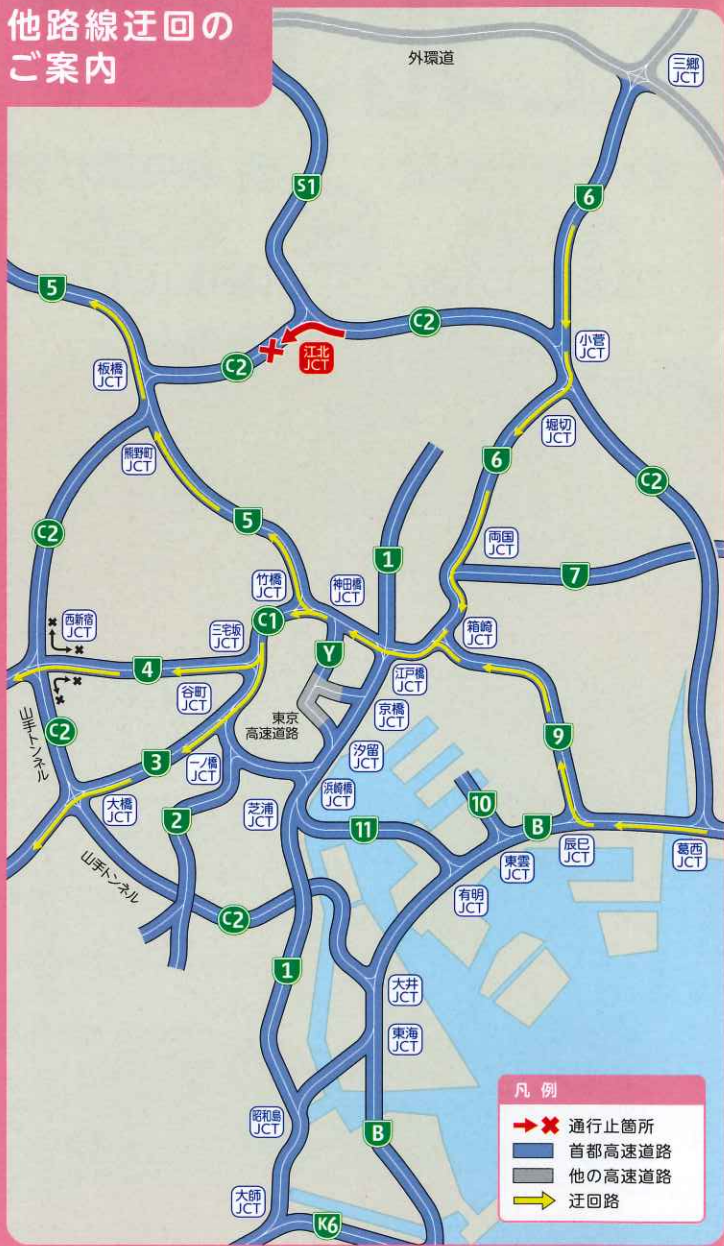 他路線迂回の
ご案内
外環道
三郷
JCT
S1
6
5
C2
小菅
JCT
江北
JCT
C2
板橋
JCT
堀切
JCT
熊野町
JCT
6
C2
5
両国
JCT
C2
1
7
竹橋
JCT
神田橋
JCT
西新宿
JCT
三宅坂
JCT
C1
箱崎
JCT
Y
江戸橋
JCT
4
谷町
JCT
京橋
JCT
東京
高速道路
山手トンネル
C2
9
汐留
JCT
3
一ノ橋
JCT
浜崎橋
JCT
大橋
JCT
芝浦
JCT
2
11
10
B
辰巳
JCT
葛西
JCT
東雲
JCT
有明
JCT
山手トンネル
C2
1
大井
JCT
東海
JCT
昭和島
JCT
B
大師
JCT
K6
凡例
通行止箇所
首都高速道路
他の高速道路
迂回路